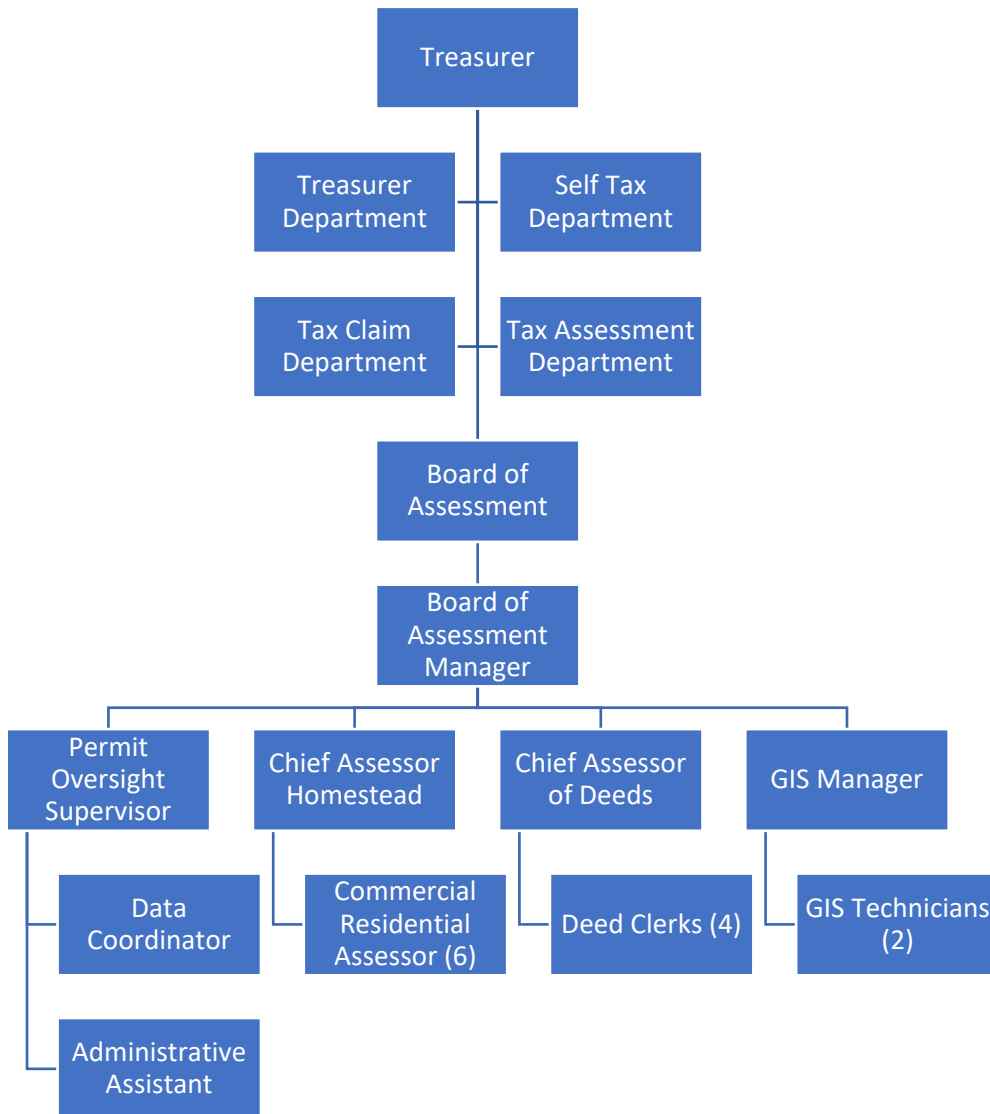 Treasurer
Treasurer
Department
Self Tax
Department
Tax Claim
Department
Tax Assessment
Department
Board of
Assessment
Board of
Assessment
Manager
Permit
Oversight
Supervisor
Chief Assessor
Homestead
Chief Assessor
of Deeds
GIS Manager
Data
Coordinator
Commercial
Residential
Assessor (6)
Deed Clerks (4)
GIS Technicians
(2)
Administrative
Assistant